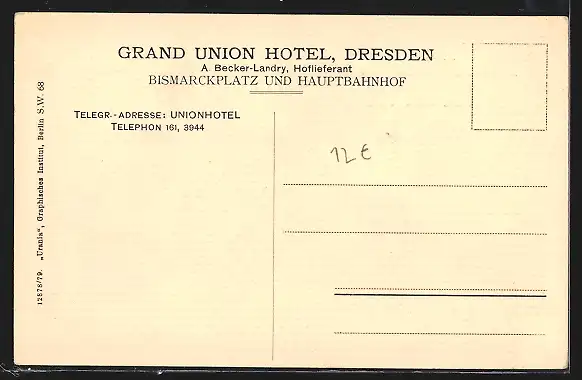 GRAND UNION HOTEL, DRESDEN
A. Becker-Landry, Hoflieferant
BISMARCKPLATZ UND HAUPTBAHNHOF
TELEGR.-ADRESSE: UNIONHOTEL
TELEPHON 161, 3944
12€
12878/79. „Urania“, Graphisches Institut, Berlin S.W. 68